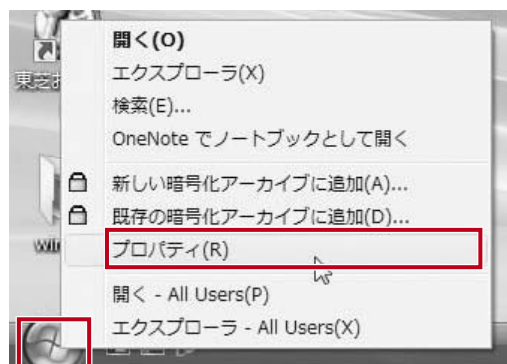 開く(O)
エクスプローラ(X)
東芝お
検索(E)...
OneNote でノートブックとして開く
新しい暗号化アーカイブに追加(A)...
既存の暗号化アーカイブに追加(D)...
win
プロパティ(R)
開く - All Users(P)
エクスプローラ - All Users(X)